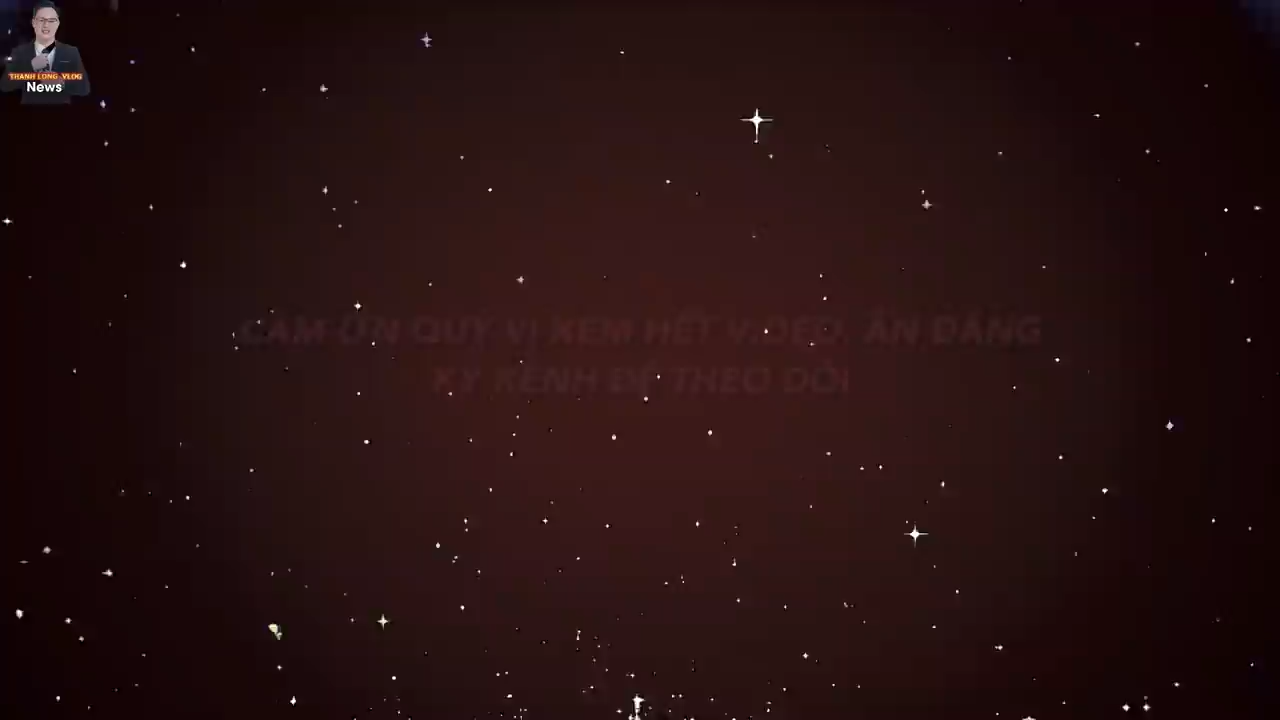 THANH LONG-VLOG
News
CẢM ƠN QUÝ VỊ XEM HẾT VIDEO, ẤN ĐĂNG
KÝ KÊNH ĐỂ THEO DÕI